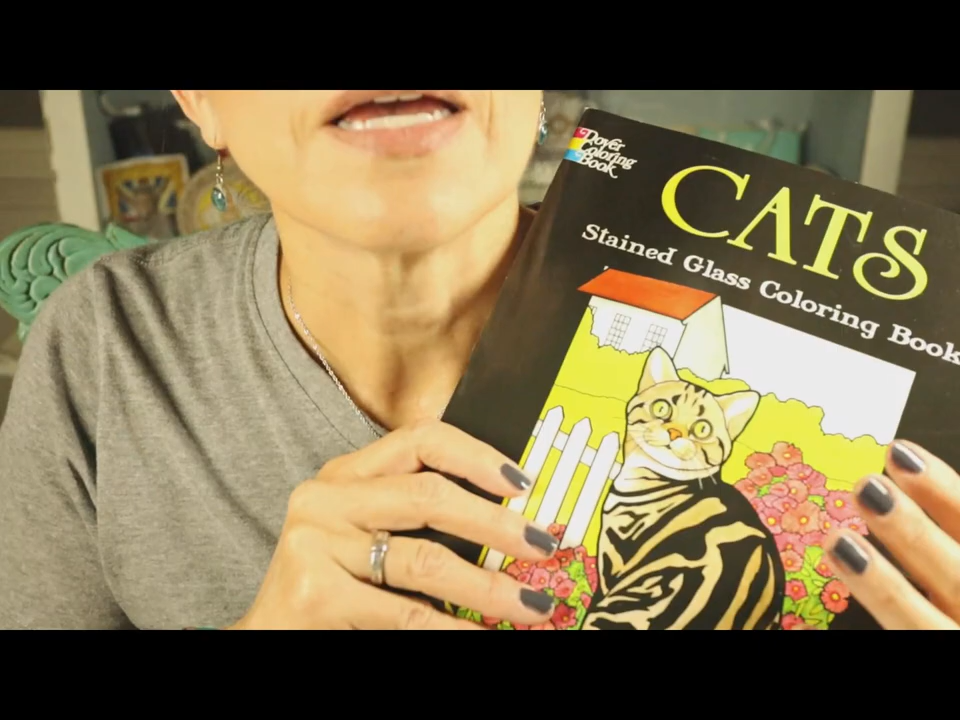 Dover
Coloring
Book
CATS
Stained Glass Coloring Book